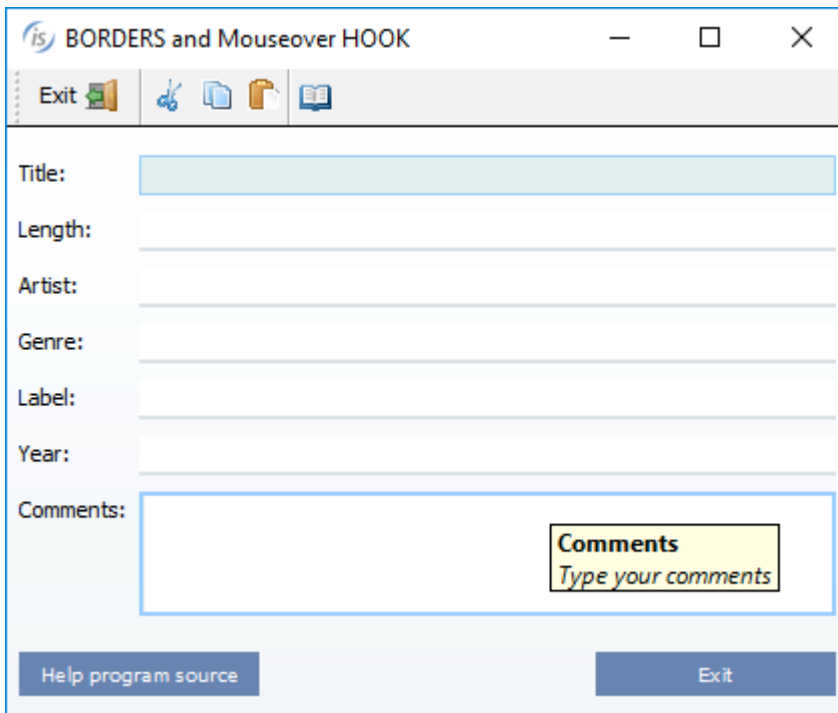 is BORDERS and Mouseover HOOK
Exit
Title:
Length:
Artist:
Genre:
Label:
Year:
Comments:
Comments
Type your comments
Help program source Exit